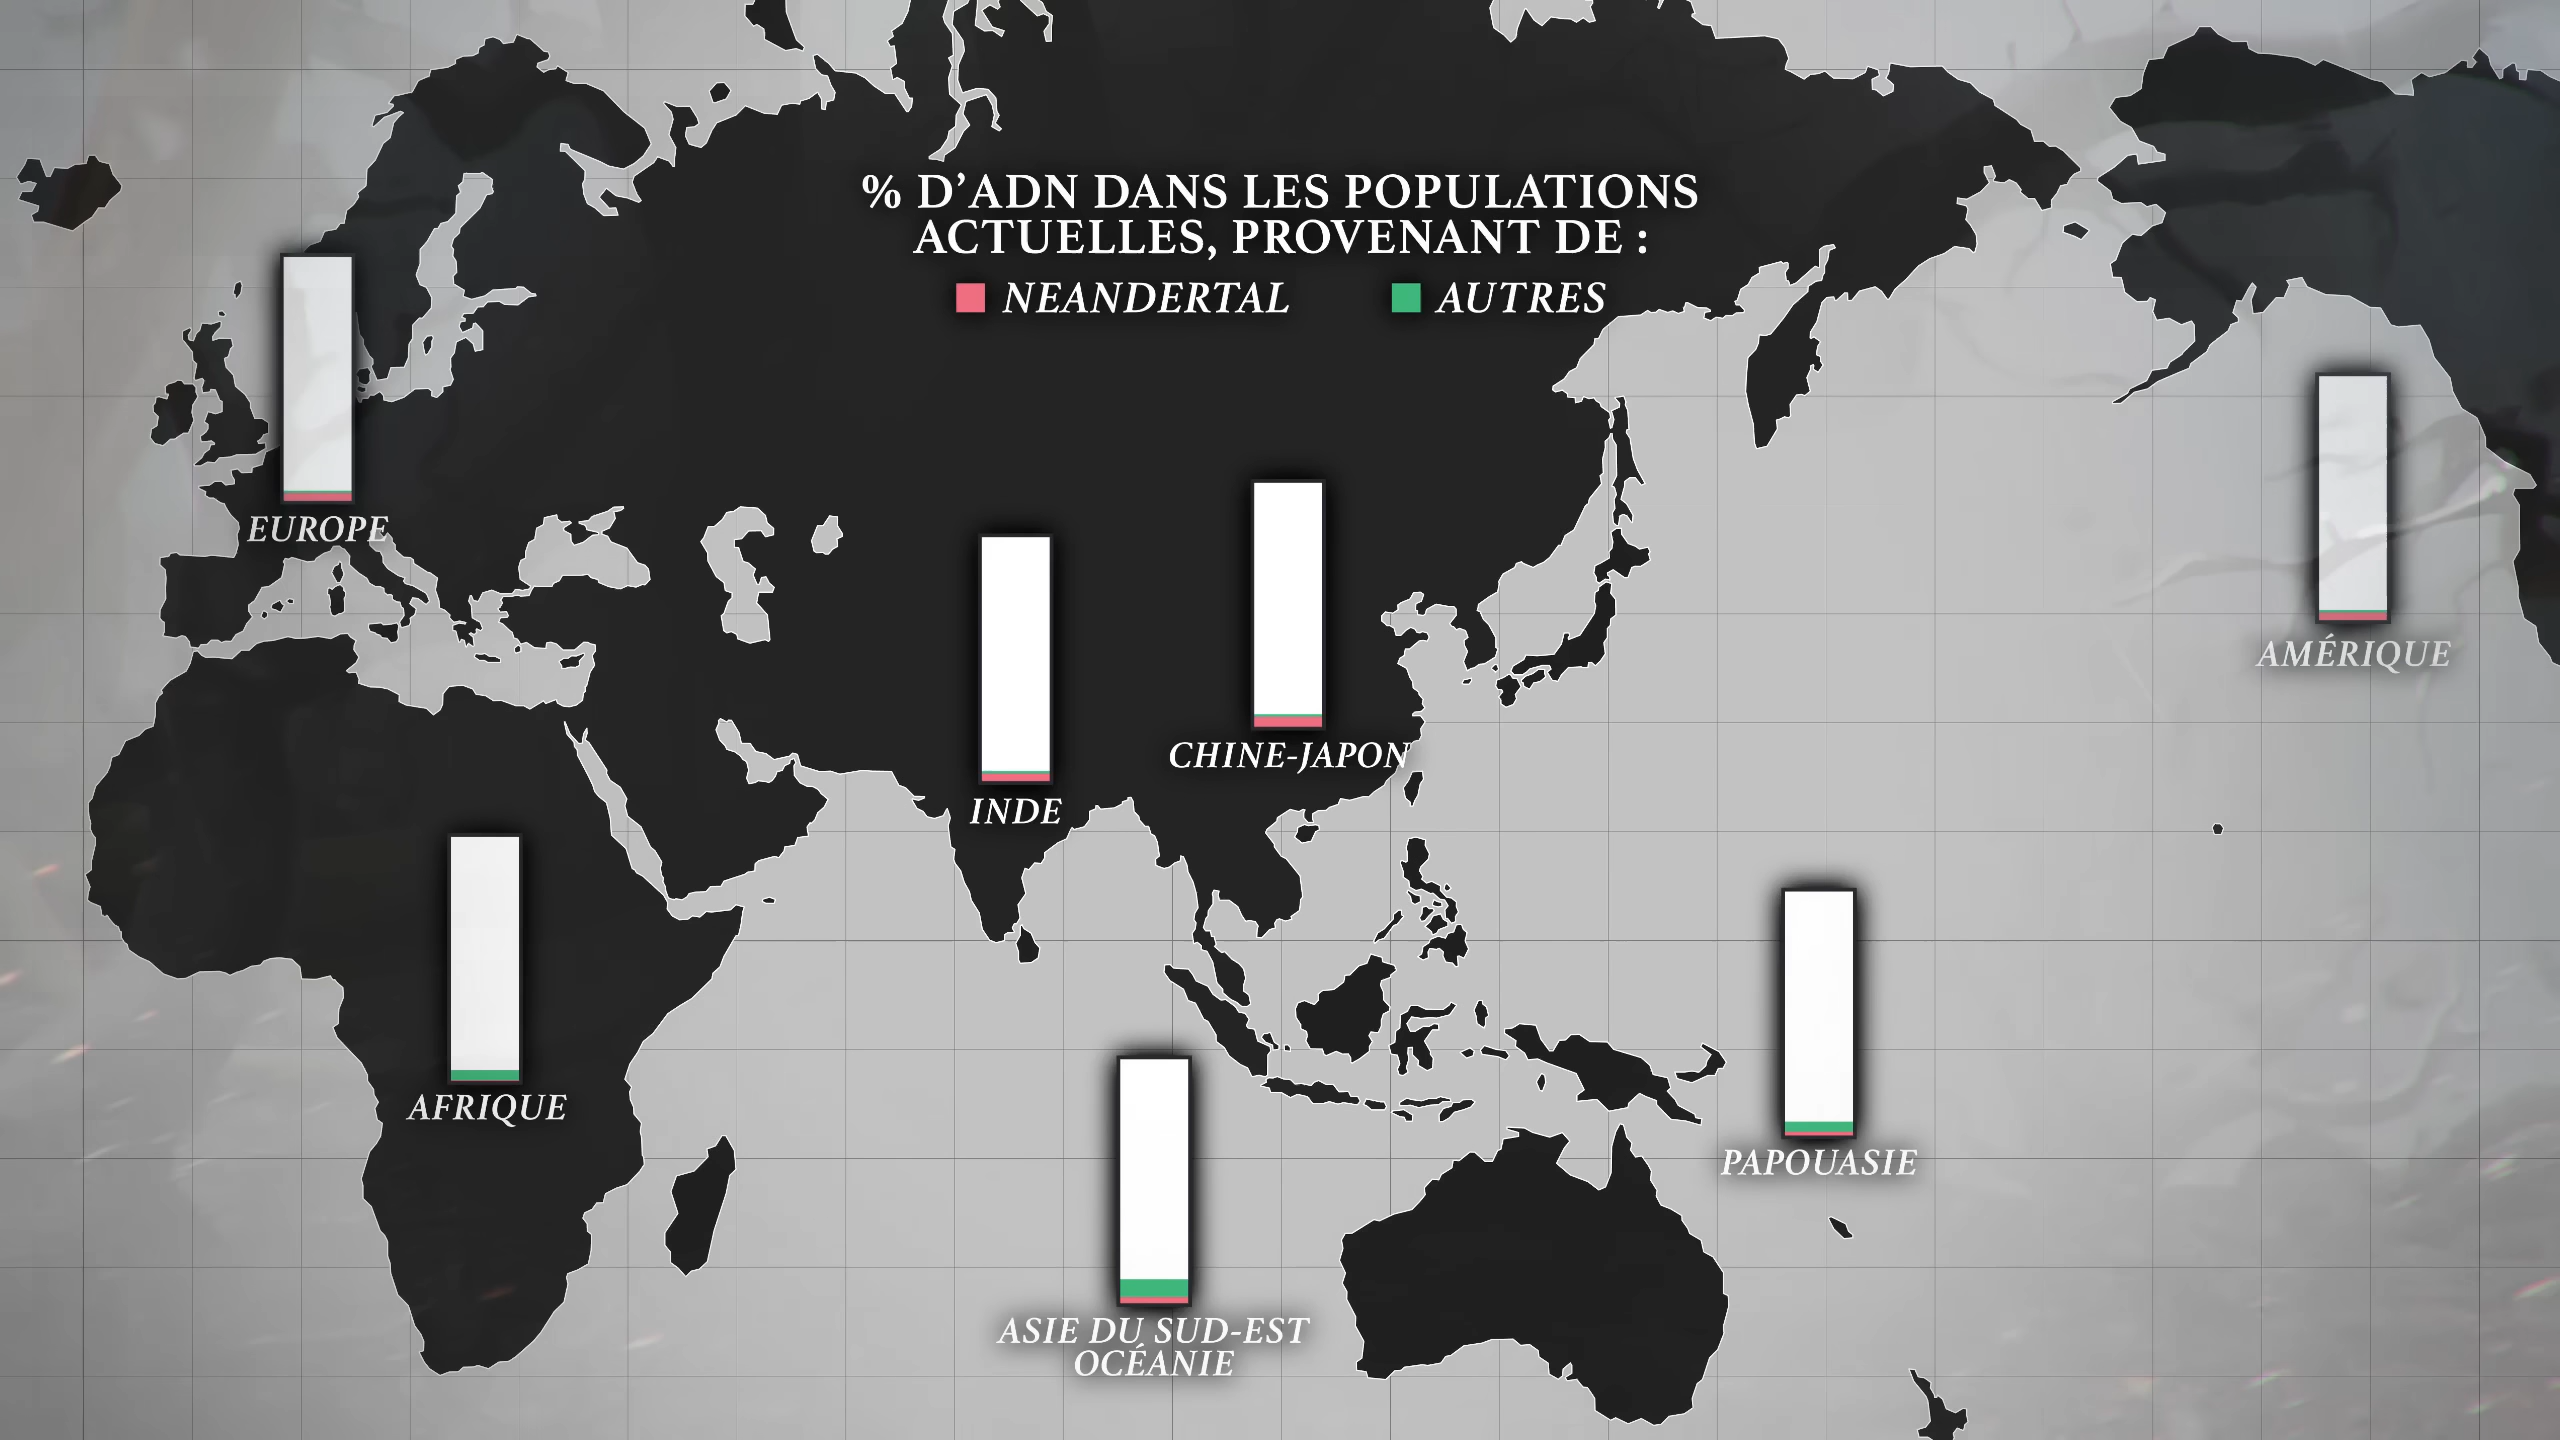 % D’ADN DANS LES POPULATIONS
ACTUELLES, PROVENANT DE :
NEANDERTAL
AUTRES
EUROPE
AMÉRIQUE
CHINE-JAPON
INDE
AFRIQUE
PAPOUASIE
ASIE DU SUD-EST
OCÉANIE